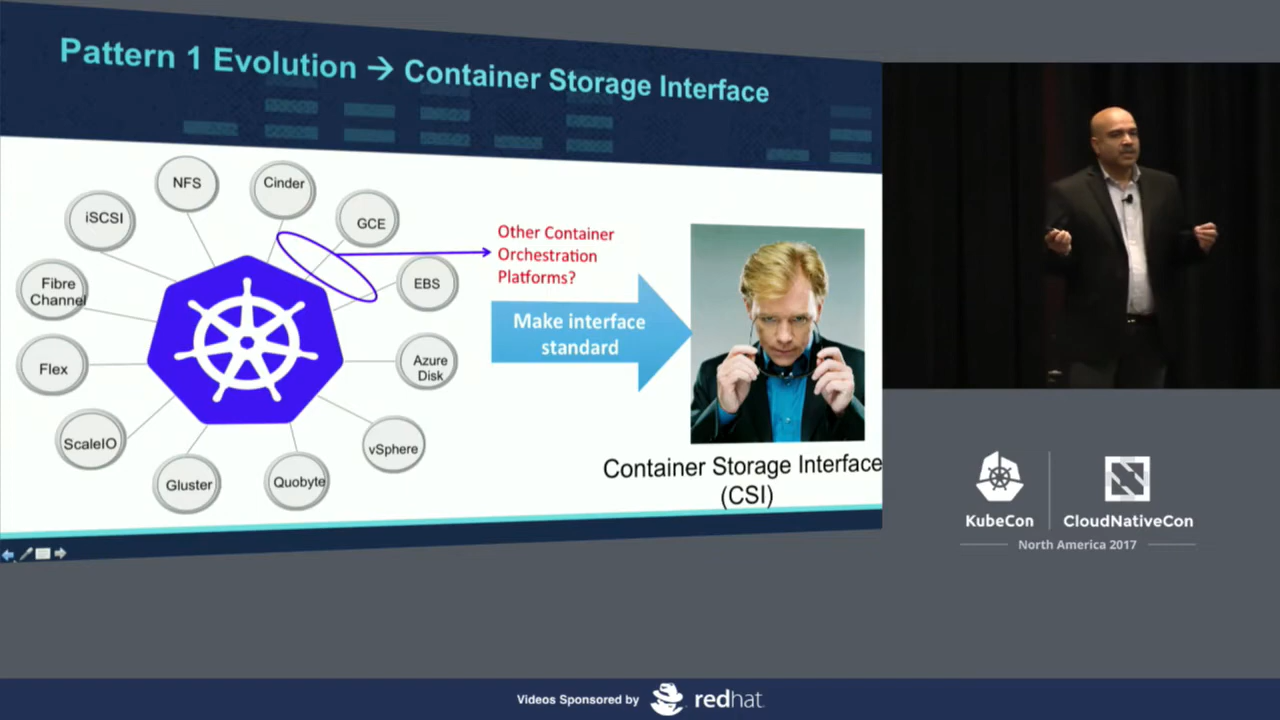 Pattern 1 Evolution → Container Storage Interface
NFS
Cinder
iSCSI
GCE
Fibre
Channel
EBS
Flex
Azure
Disk
ScaleIO
vSphere
Gluster
Quobyte
Other Container
Orchestration
Platforms?
Make interface
standard
Container Storage Interface
(CSI)
KubeCon
CloudNativeCon
North America 2017
Videos Sponsored by
redhat